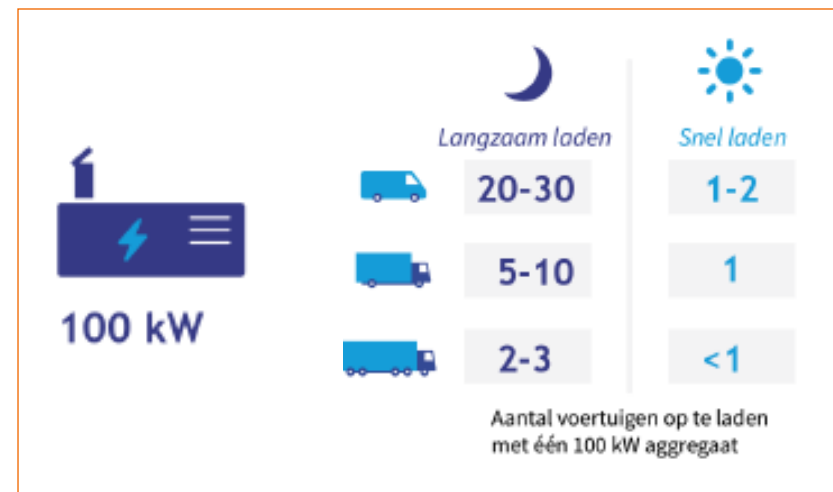 Langzaam laden
Snel laden
20-30
1-2
5-10
1
100 kW
2-3
<1
Aantal voertuigen op te laden
met één 100 kW aggregaat